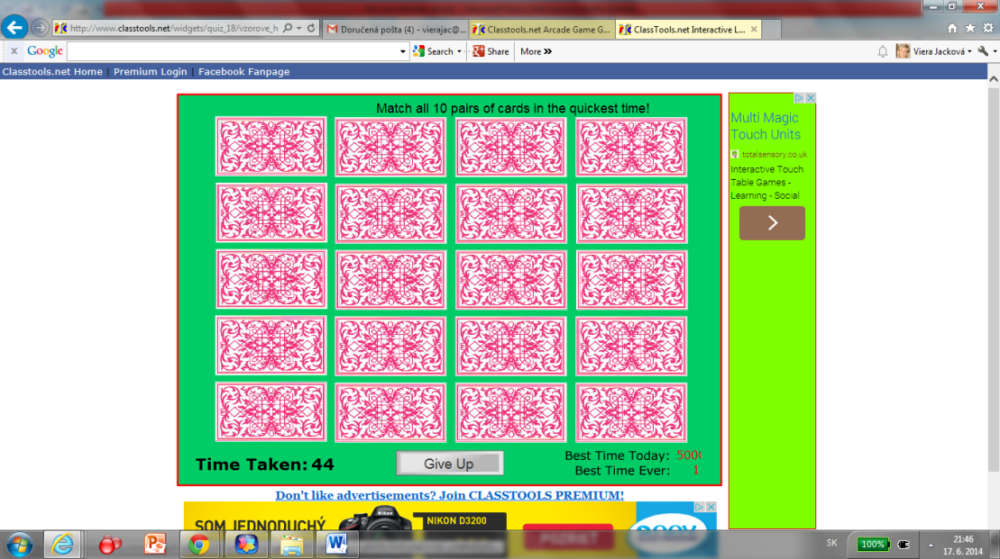 http://www.classtools.net/widgets/quiz_18/vzorove_h
Doručená pošta (4) - vierajac@...
Classtools.net Arcade Game G...
ClassTools.net Interactive L...
Google
Search
Share
More »
Viera Jacková
Classtools.net Home | Premium Login | Facebook Fanpage
Match all 10 pairs of cards in the quickest time!
Time Taken: 44
Give Up
Best Time Today: 5000
Best Time Ever: 1
Don't like advertisements? Join CLASSTOOLS PREMIUM!
Multi Magic
Touch Units
totalsensory.co.uk
Interactive Touch
Table Games -
Learning - Social
SOM JEDNODUCHÝ
Nikon
NIKON D3200
SK
100%
21:46
17. 6. 2014